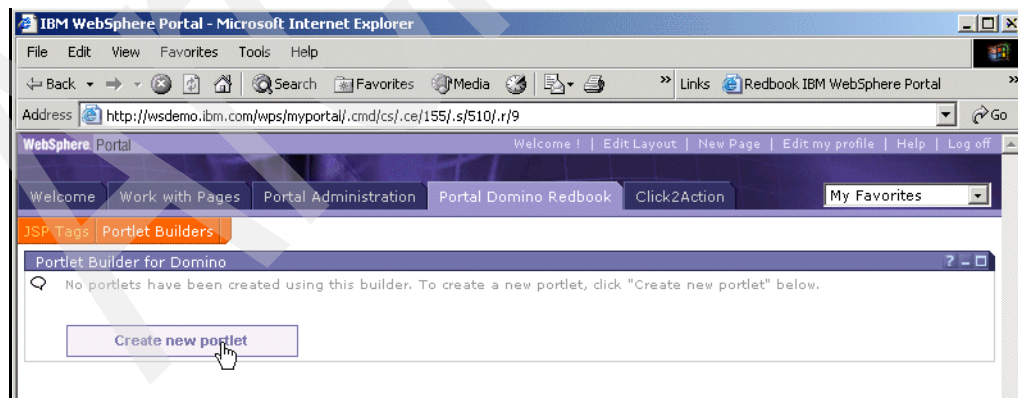 IBM WebSphere Portal - Microsoft Internet Explorer
File Edit View Favorites Tools Help
Back Search Favorites Media » Links Redbook IBM WebSphere Portal »
Address http://wsdemo.ibm.com/wps/myportal/.cmd/cs/.ce/155/.s/510/.r/9 Go
WebSphere Portal Welcome ! | Edit Layout | New Page | Edit my profile | Help | Log off
Welcome Work with Pages Portal Administration Portal Domino Redbook Click2Action My Favorites
JSP Tags Portlet Builders
Portlet Builder for Domino ?
No portlets have been created using this builder. To create a new portlet, click "Create new portlet" below.
Create new portlet